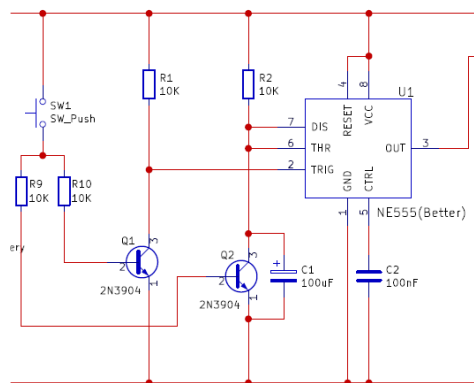 R1
10K
R2
10K
U1
SW1
SW_Push
4
8
RESET
VCC
7
DIS
6
THR
OUT
3
2
TRIG
GND
CTRL
R9
10K
R10
10K
1
5
NE555(Better)
ery
Q1
3
2
1
2N3904
Q2
3
2
1
2N3904
+
C1
100uF
C2
100nF